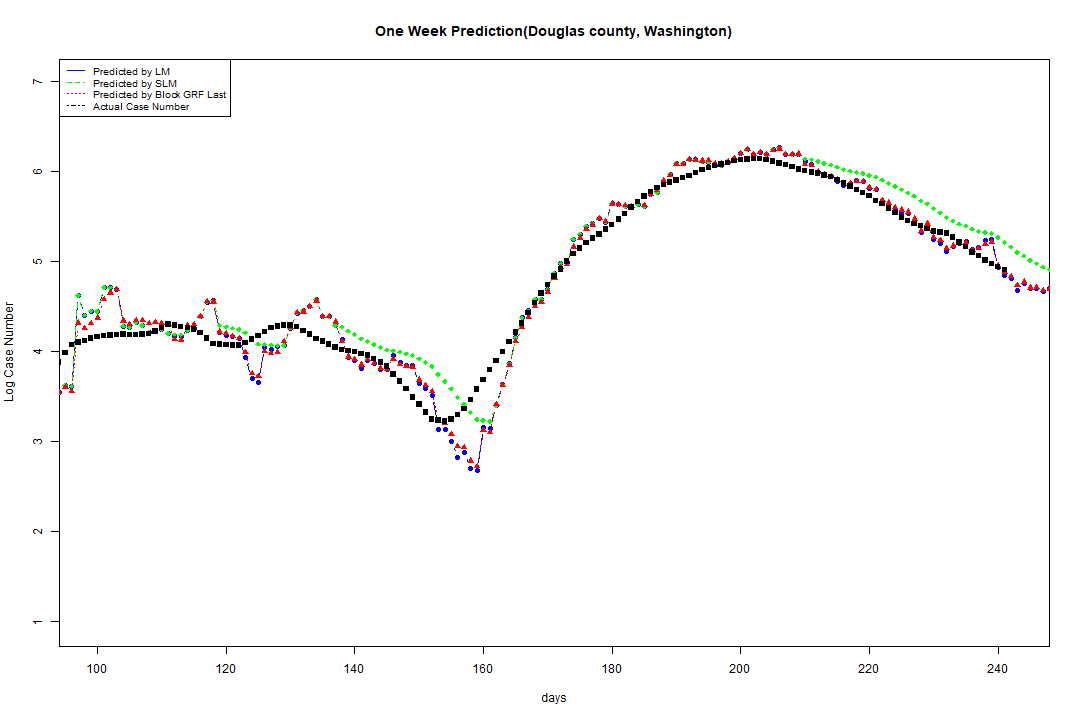 One Week Prediction(Douglas county, Washington)
Predicted by LM
Predicted by SLM
Predicted by Block GRF Last
Actual Case Number
7
6
5
4
3
2
1
Log Case Number
100 120 140 160 180 200 220 240
days